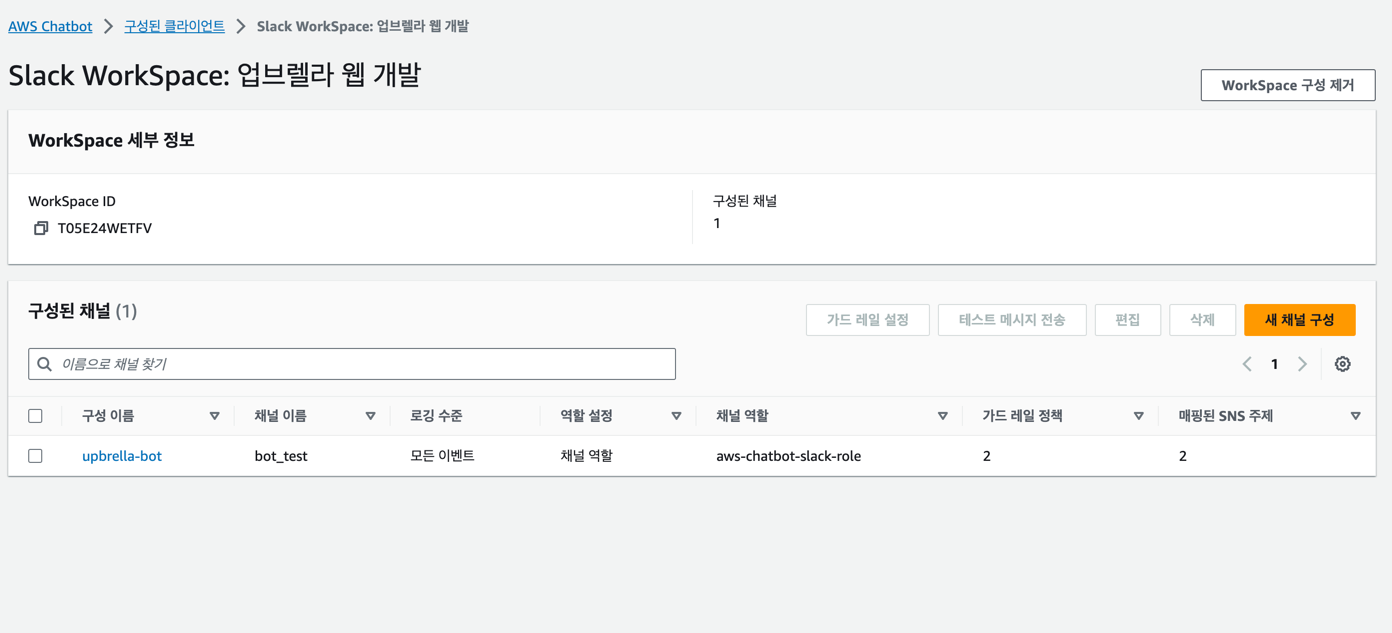 AWS Chatbot > 구성된 클라이언트 > Slack WorkSpace: 업브렐라 웹 개발
Slack WorkSpace: 업브렐라 웹 개발
WorkSpace 구성 제거
WorkSpace 세부 정보
WorkSpace ID
T05E24WETFV
구성된 채널
1
구성된 채널 (1)
가드 레일 설정 테스트 메시지 전송 편집 삭제 새 채널 구성
이름으로 채널 찾기
1
구성 이름 채널 이름 로깅 수준 역할 설정 채널 역할 가드 레일 정책 매핑된 SNS 주제
upbrella-bot bot_test 모든 이벤트 채널 역할 aws-chatbot-slack-role 2 2